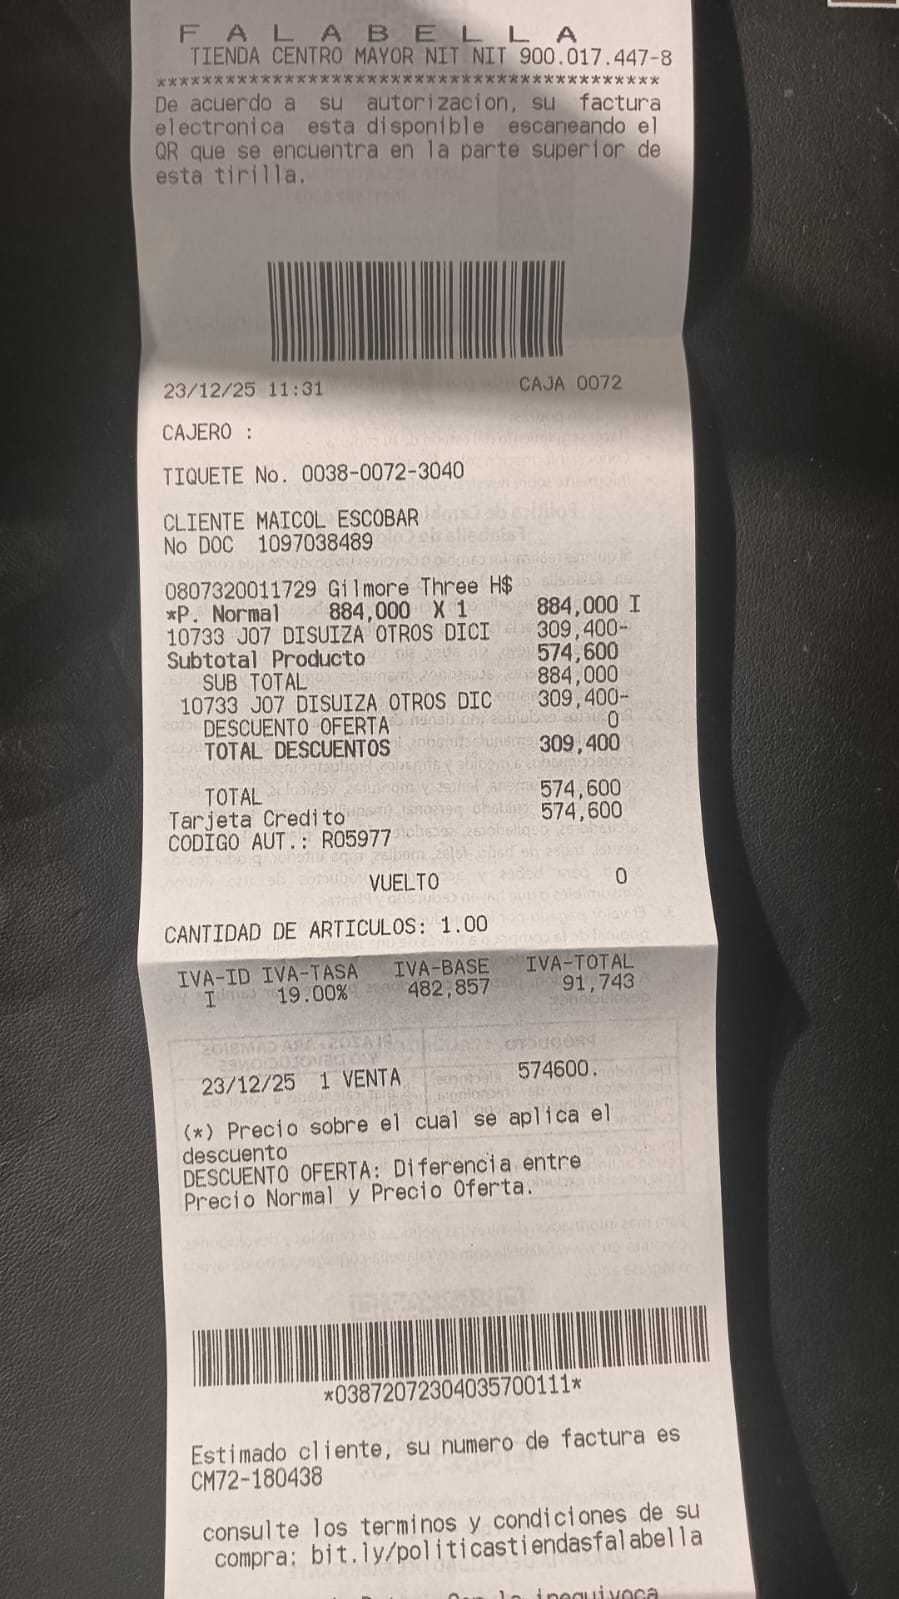 F A L A B E L L A
TIENDA CENTRO MAYOR NIT NIT 900.017.447-8
*******************************************
De acuerdo a su autorizacion, su factura
electronica esta disponible escaneando el
QR que se encuentra en la parte superior de
esta tirilla.
23/12/25 11:31 CAJA 0072
CAJERO :
TIQUETE No. 0038-0072-3040
CLIENTE MAICOL ESCOBAR
No DOC 1097038489
0807320011729 Gilmore Three H$
*P. Normal 884,000 X 1 884,000 I
10733 J07 DISUIZA OTROS DICI 309,400-
Subtotal Producto 574,600
SUB TOTAL 884,000
10733 J07 DISUIZA OTROS DIC 309,400-
DESCUENTO OFERTA 0
TOTAL DESCUENTOS 309,400
TOTAL 574,600
Tarjeta Credito 574,600
CODIGO AUT.: R05977
VUELTO 0
CANTIDAD DE ARTICULOS: 1.00
IVA-ID IVA-TASA IVA-BASE IVA-TOTAL
I 19.00% 482,857 91,743
23/12/25 1 VENTA 574600.
(*) Precio sobre el cual se aplica el
descuento
DESCUENTO OFERTA: Diferencia entre
Precio Normal y Precio Oferta.
*03872072304035700111*
Estimado cliente, su numero de factura es
CM72-180438
consulte los terminos y condiciones de su
compra: bit.ly/politicastiendasfalabella
la inequivoca